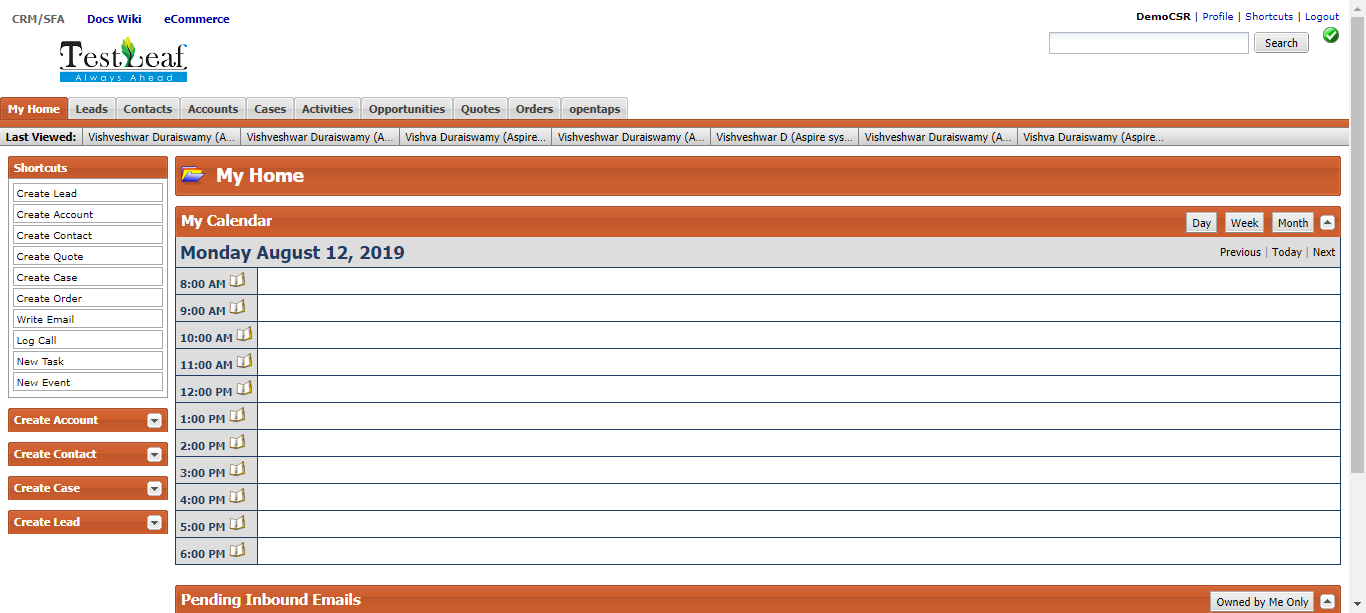 CRM/SFA Docs Wiki eCommerce
DemoCSR | Profile | Shortcuts | Logout
TestLeaf
Always Ahead
Search
My Home Leads Contacts Accounts Cases Activities Opportunities Quotes Orders opentaps
Last Viewed: Vishveshwar Duraiswamy (A... Vishveshwar Duraiswamy (A... Vishva Duraiswamy (Aspire... Vishveshwar Duraiswamy (A... Vishveshwar D (Aspire sys... Vishveshwar Duraiswamy (A... Vishva Duraiswamy (Aspire...
Shortcuts
Create Lead
Create Account
Create Contact
Create Quote
Create Case
Create Order
Write Email
Log Call
New Task
New Event
Create Account
Create Contact
Create Case
Create Lead
My Home
My Calendar
Day Week Month
Monday August 12, 2019
Previous | Today | Next
8:00 AM
9:00 AM
10:00 AM
11:00 AM
12:00 PM
1:00 PM
2:00 PM
3:00 PM
4:00 PM
5:00 PM
6:00 PM
Pending Inbound Emails
Owned by Me Only